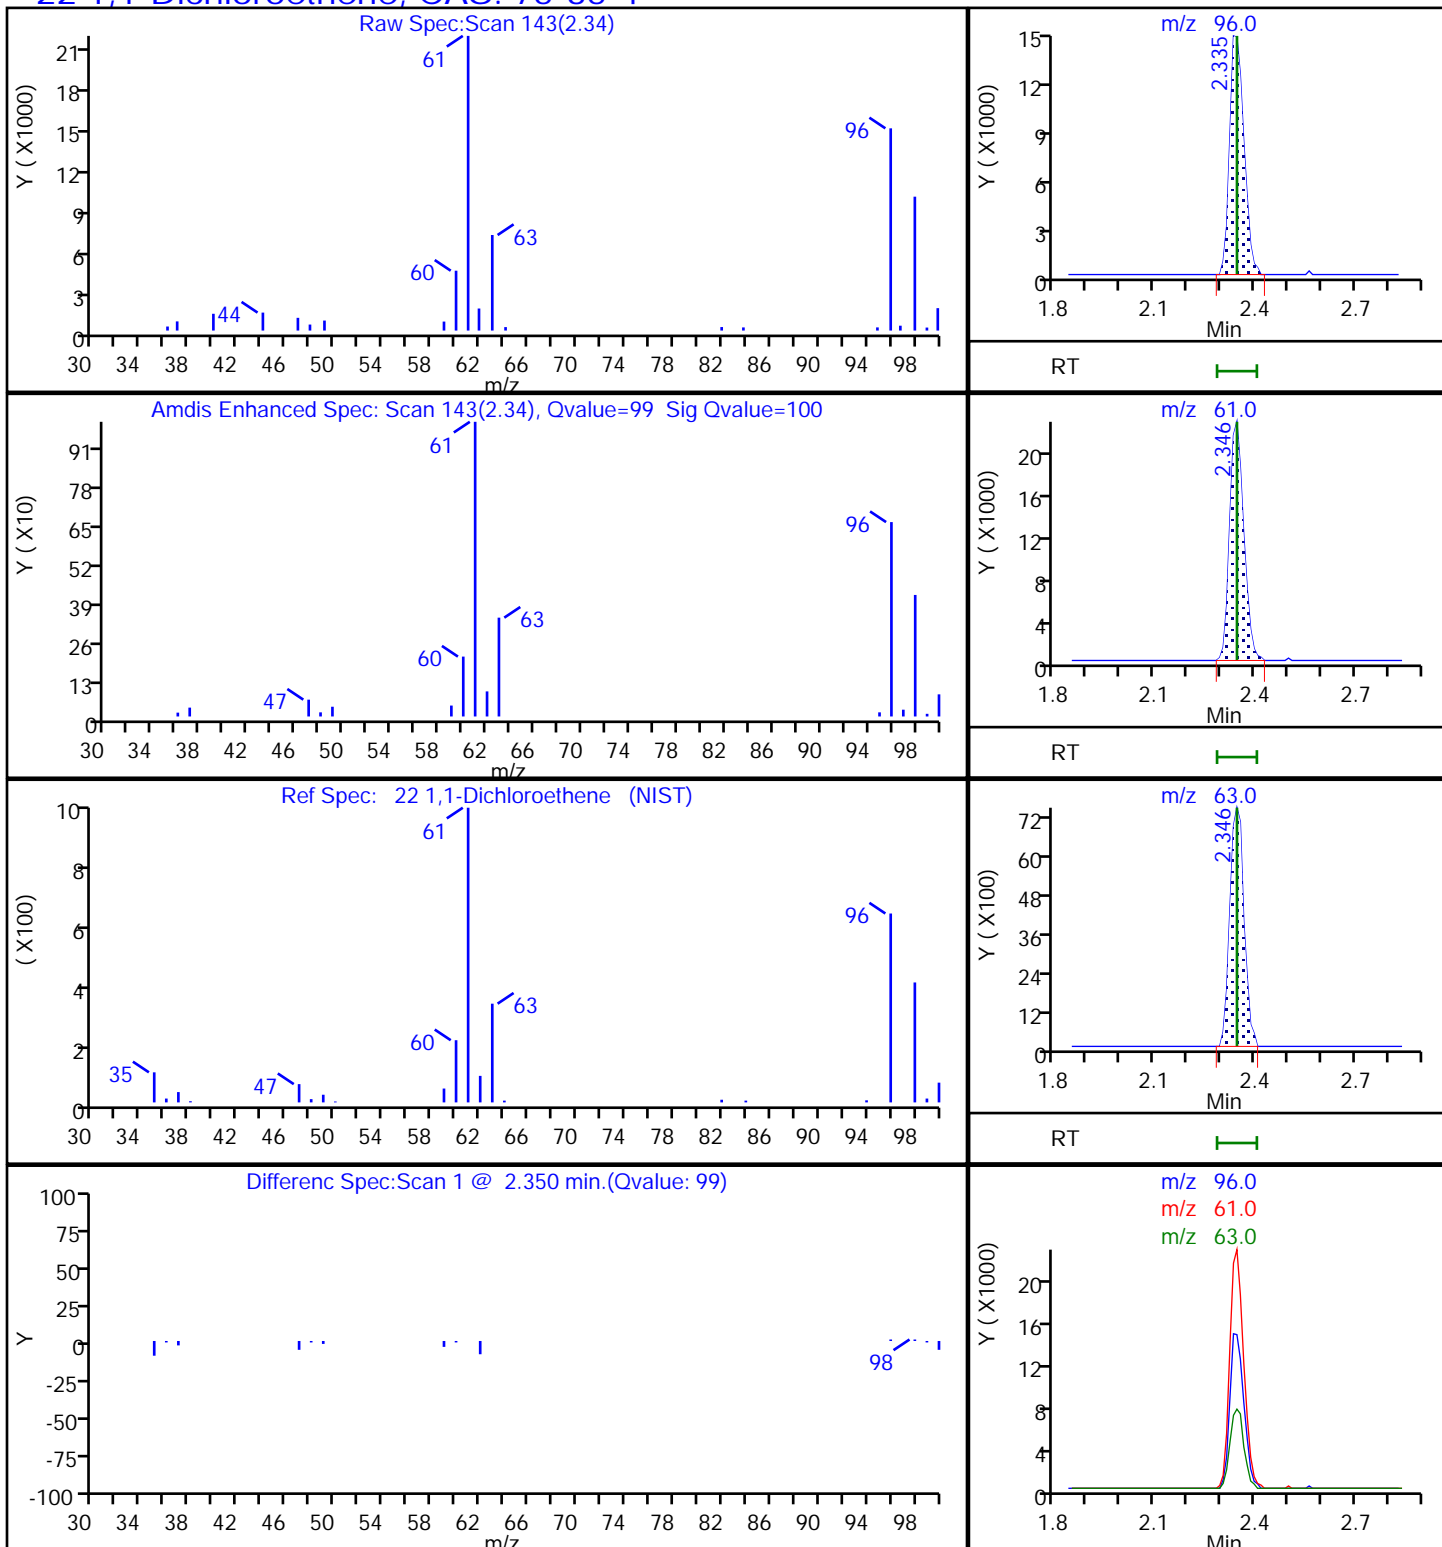 22 1,1-Dichloroethene, CAS: 75-35-4
Raw Spec:Scan 143(2.34)
Y ( X1000)
21
18
15
12
9
6
3
0
61
96
63
60
44
30 34 38 42 46 50 54 58 62 66 70 74 78 82 86 90 94 98
m/z
m/z 96.0
Y ( X1000)
15
12
9
6
3
0
2.335
1.8 2.1 2.4 2.7
Min
RT
Amdis Enhanced Spec: Scan 143(2.34), Qvalue=99 Sig Qvalue=100
Y ( X10)
91
78
65
52
39
26
13
0
61
96
63
60
47
30 34 38 42 46 50 54 58 62 66 70 74 78 82 86 90 94 98
m/z
m/z 61.0
Y ( X1000)
20
16
12
8
4
0
2.346
1.8 2.1 2.4 2.7
Min
RT
Ref Spec: 22 1,1-Dichloroethene (NIST)
( X100)
10
8
6
4
2
0
61
96
63
60
47
35
30 34 38 42 46 50 54 58 62 66 70 74 78 82 86 90 94 98
m/z 63.0
Y ( X100)
72
60
48
36
24
12
0
2.346
1.8 2.1 2.4 2.7
Min
RT
Differenc Spec:Scan 1 @ 2.350 min.(Qvalue: 99)
Y
100
75
50
25
0
-25
-50
-75
-100
98
30 34 38 42 46 50 54 58 62 66 70 74 78 82 86 90 94 98
m/z
m/z 96.0
m/z 61.0
m/z 63.0
Y ( X1000)
20
16
12
8
4
0
1.8 2.1 2.4 2.7
Min